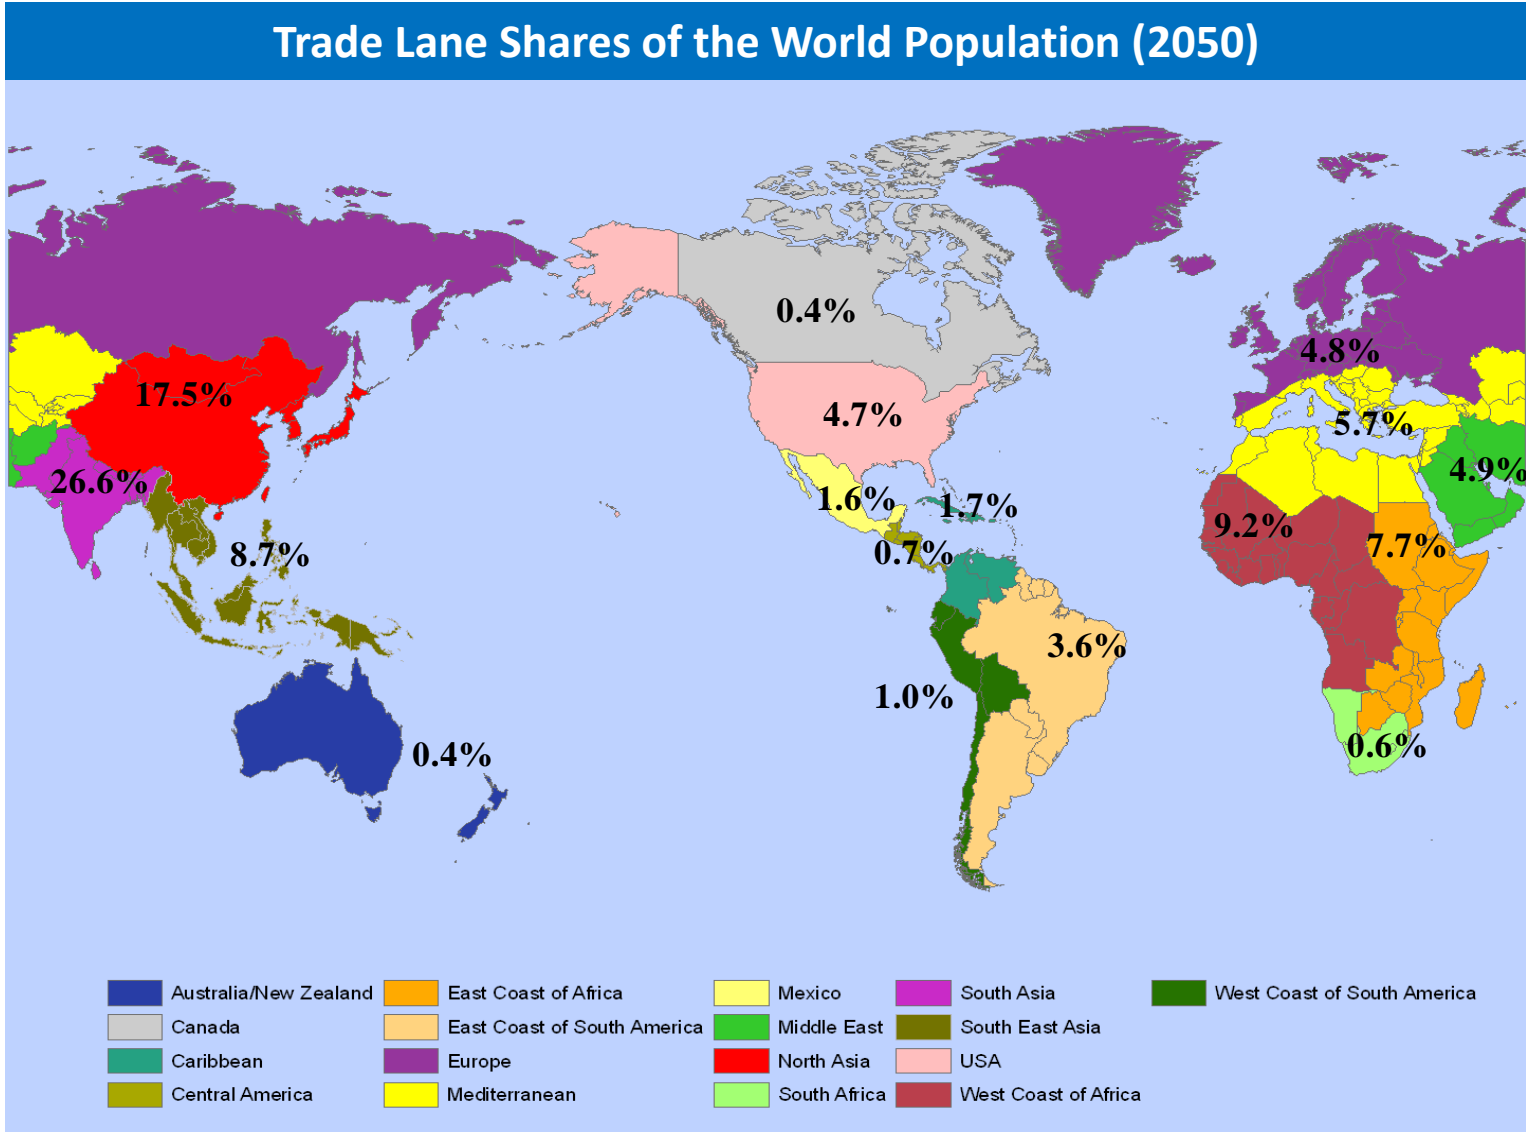 Trade Lane Shares of the World Population (2050)
0.4%
4.8%
17.5%
4.7%
5.7%
26.6%
4.9%
1.6%
1.7%
9.2%
8.7%
0.7%
7.7%
3.6%
1.0%
0.4%
0.6%
Australia/New Zealand
East Coast of Africa
Mexico
South Asia
West Coast of South America
Canada
East Coast of South America
Middle East
South East Asia
Caribbean
Europe
North Asia
USA
Central America
Mediterranean
South Africa
West Coast of Africa